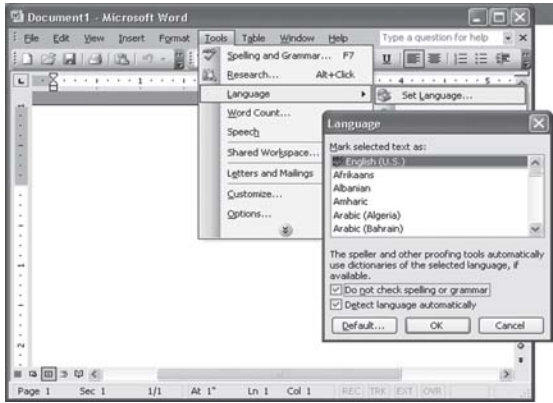 Document1 - Microsoft Word
File Edit View Insert Format Tools Table Window Help Type a question for help
Spelling and Grammar... F7
Research... Alt+Click
Language
Set Language...
Word Count...
Speech
Shared Workspace...
Letters and Mailings
Customize...
Options...
Language
Mark selected text as:
English (U.S.)
Afrikaans
Albanian
Amharic
Arabic (Algeria)
Arabic (Bahrain)
The speller and other proofing tools automatically
use dictionaries of the selected language, if
available.
Do not check spelling or grammar
Detect language automatically
Default... OK Cancel
Page 1 Sec 1 1/1 At 1" Ln 1 Col 1 REC TRK EXT OVR